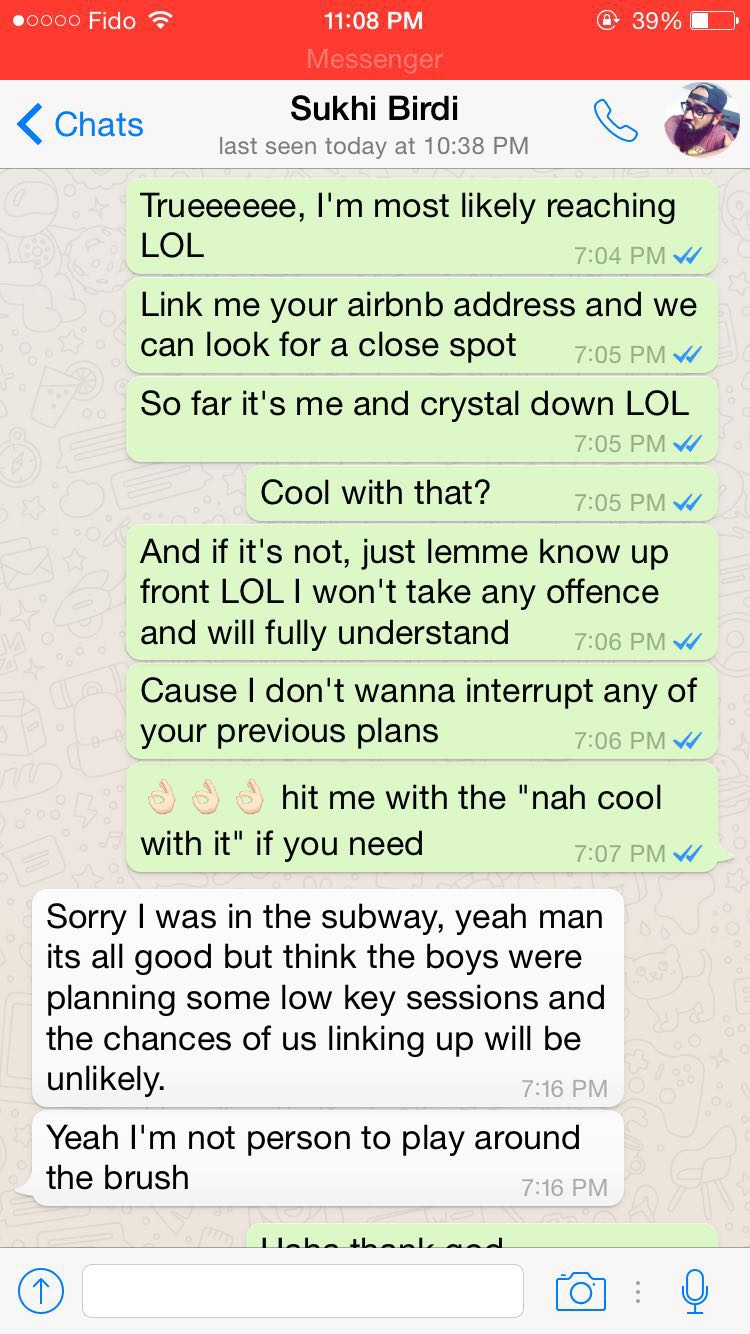 Fido 11:08 PM 39%
Messenger
Chats Sukhi Birdi
last seen today at 10:38 PM
Trueeeeee, I'm most likely reaching
LOL 7:04 PM
Link me your airbnb address and we
can look for a close spot 7:05 PM
So far it's me and crystal down LOL
7:05 PM
Cool with that? 7:05 PM
And if it's not, just lemme know up
front LOL I won't take any offence
and will fully understand 7:06 PM
Cause I don't wanna interrupt any of
your previous plans 7:06 PM
👌🏻 👌🏻 👌🏻 hit me with the "nah cool
with it" if you need 7:07 PM
Sorry I was in the subway, yeah man
its all good but think the boys were
planning some low key sessions and
the chances of us linking up will be
unlikely. 7:16 PM
Yeah I'm not person to play around
the brush 7:16 PM
Haha thank god